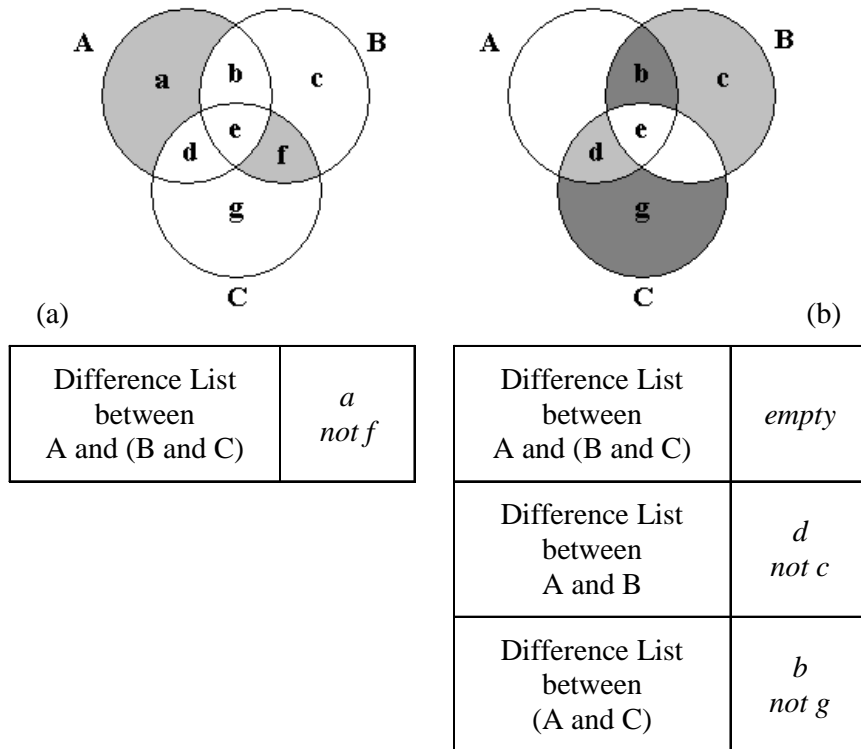 A
B
a
b
c
d
e
f
g
C
(a)
A
B
b
c
d
e
g
C
(b)
Difference List
between
A and (B and C)
a
not f
Difference List
between
A and (B and C)
empty
Difference List
between
A and B
d
not c
Difference List
between
(A and C)
b
not g